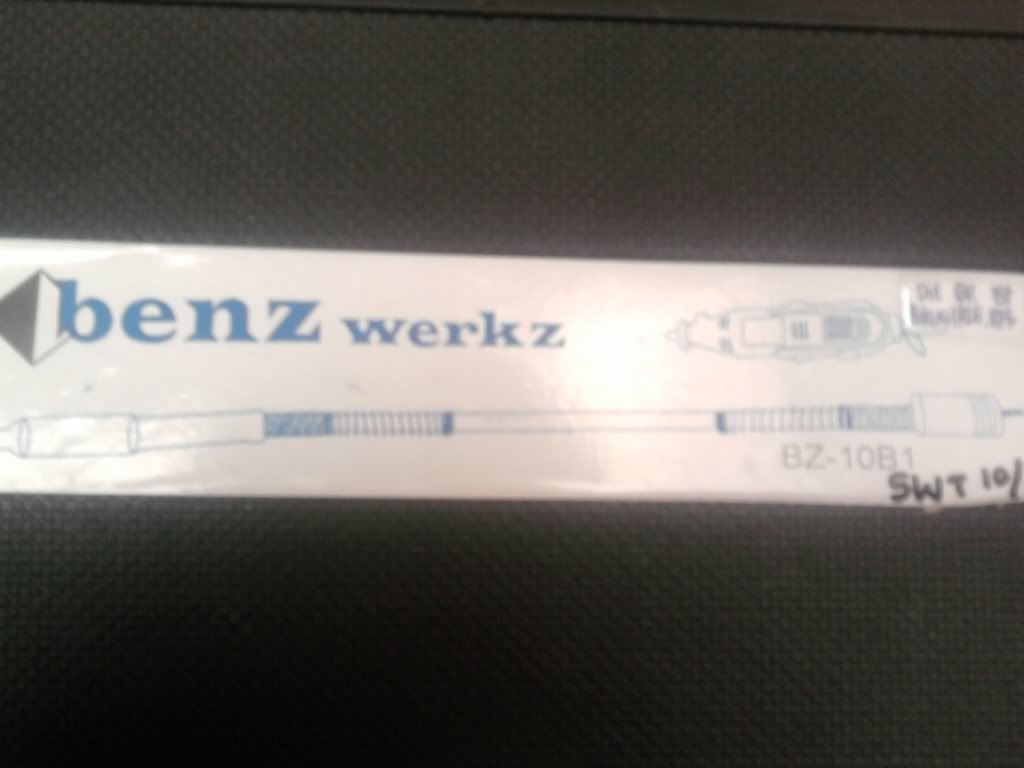 benz werkz
BZ-10B1
SWT 10/